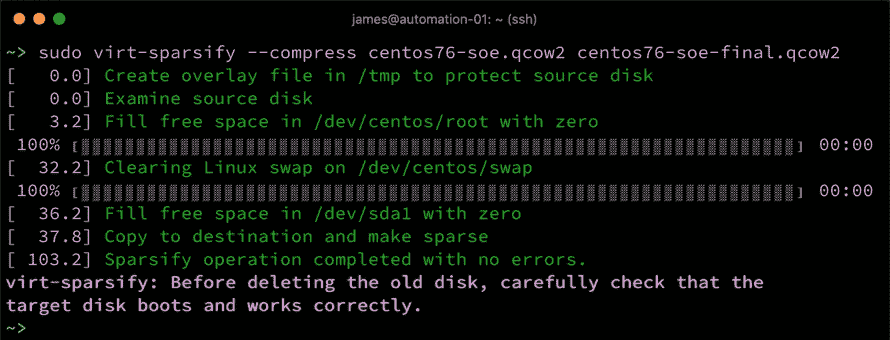 james@automation-01: ~ (ssh)
~> sudo virt-sparsify --compress centos76-soe.qcow2 centos76-soe-final.qcow2
[   0.0] Create overlay file in /tmp to protect source disk
[   0.0] Examine source disk
[   3.2] Fill free space in /dev/centos/root with zero
100% [▒▒▒▒▒▒▒▒▒▒▒▒▒▒▒▒▒▒▒▒▒▒▒▒▒▒▒▒▒▒▒▒▒▒▒▒▒▒▒▒▒▒▒▒▒▒▒▒▒▒▒▒▒▒▒▒▒▒▒▒▒▒▒▒▒] 00:00
[  32.2] Clearing Linux swap on /dev/centos/swap
100% [▒▒▒▒▒▒▒▒▒▒▒▒▒▒▒▒▒▒▒▒▒▒▒▒▒▒▒▒▒▒▒▒▒▒▒▒▒▒▒▒▒▒▒▒▒▒▒▒▒▒▒▒▒▒▒▒▒▒▒▒▒▒▒▒▒] 00:00
[  36.2] Fill free space in /dev/sda1 with zero
[  37.8] Copy to destination and make sparse
[ 103.2] Sparsify operation completed with no errors.
virt-sparsify: Before deleting the old disk, carefully check that the
target disk boots and works correctly.
~>